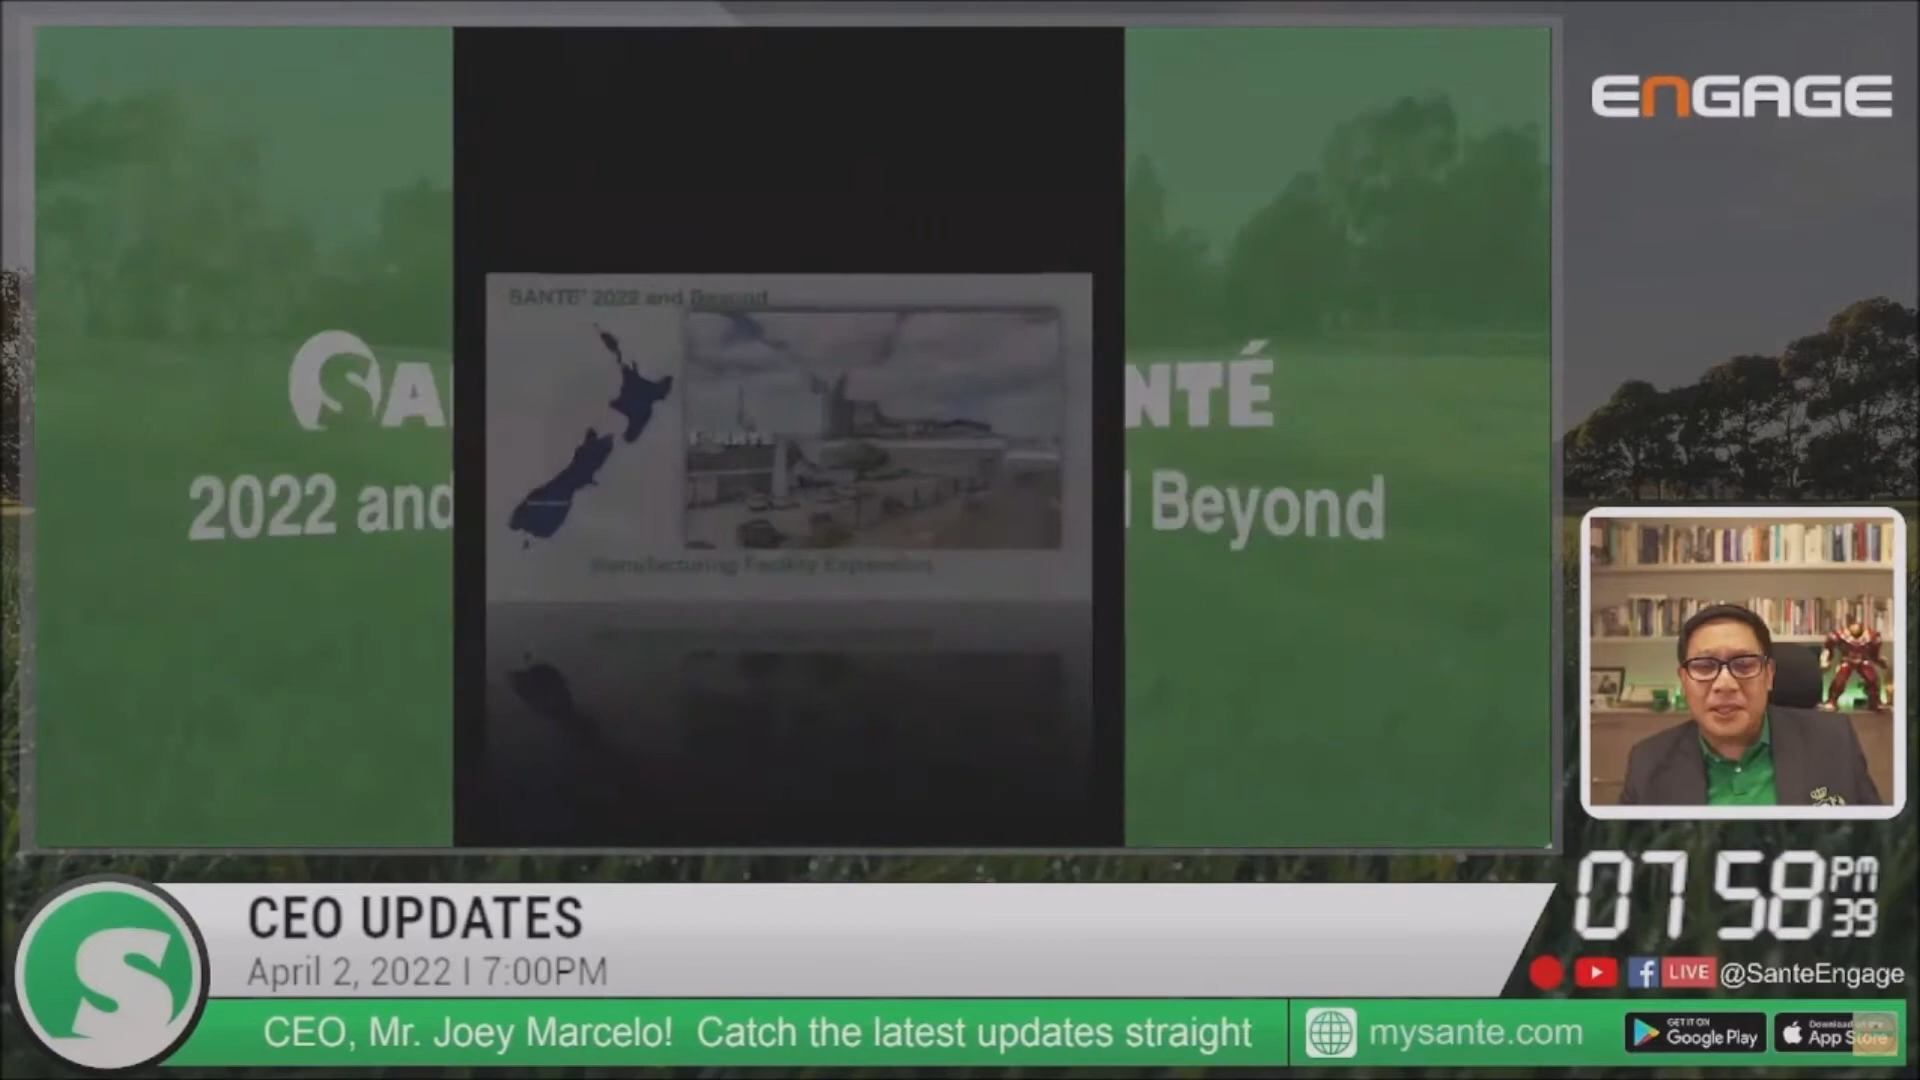 ENGAGE
SANTE' 2022 and Beyond
SA
NTÉ
2022 and
Beyond
Manufacturing Facility Expansion
07 58 PM
39
CEO UPDATES
April 2, 2022 I 7:00PM
LIVE @SanteEngage
CEO, Mr. Joey Marcelo! Catch the latest updates straight
mysante.com
GET IT ON
Google Play
Download
App Store